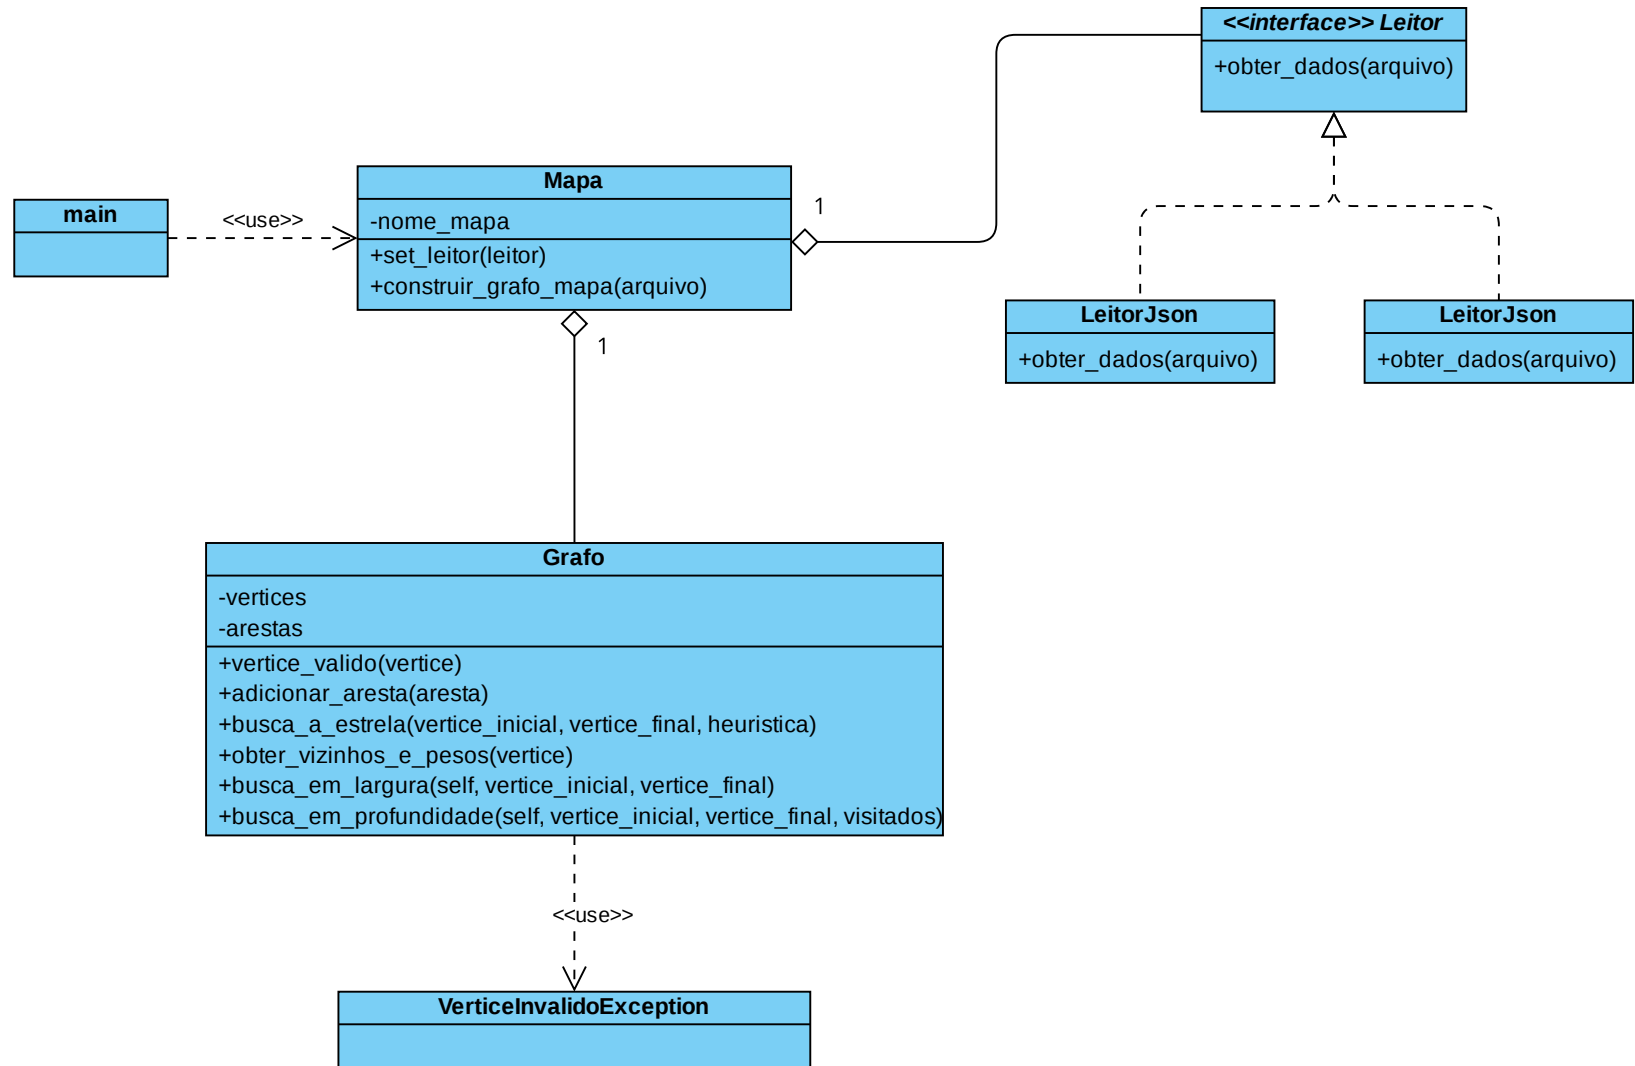 <<interface>> Leitor
+obter_dados(arquivo)
main
<<use>>
Mapa
-nome_mapa
+set_leitor(leitor)
+construir_grafo_mapa(arquivo)
1
1
LeitorJson
+obter_dados(arquivo)
LeitorJson
+obter_dados(arquivo)
Grafo
-vertices
-arestas
+vertice_valido(vertice)
+adicionar_aresta(aresta)
+busca_a_estrela(vertice_inicial, vertice_final, heuristica)
+obter_vizinhos_e_pesos(vertice)
+busca_em_largura(self, vertice_inicial, vertice_final)
+busca_em_profundidade(self, vertice_inicial, vertice_final, visitados)
<<use>>
VerticeInvalidoException